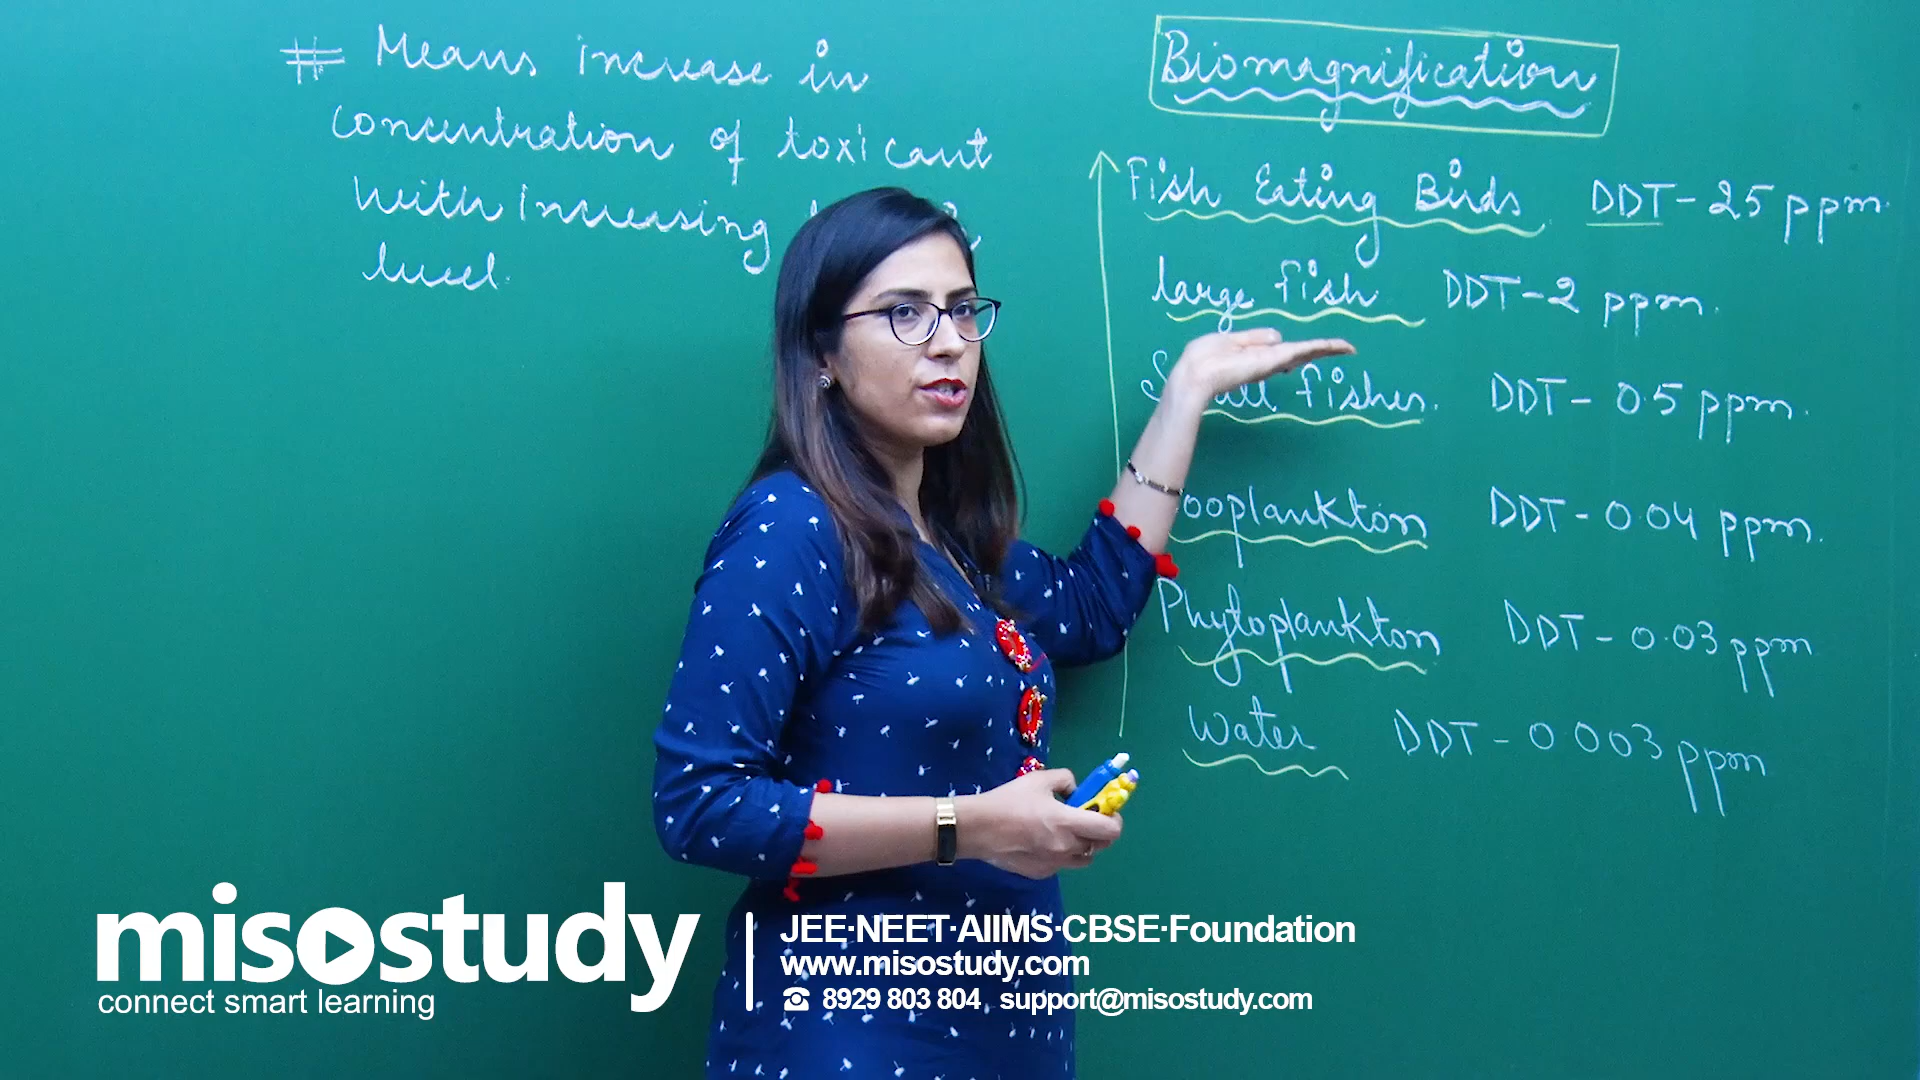 # Means increase in
concentration of toxicant
with increasing
level.
Biomagnification
Fish Eating Birds DDT - 25 ppm.
large fish DDT - 2 ppm.
Small fishes. DDT - 0.5 ppm.
ooplankton DDT - 0.04 ppm.
Phytoplankton DDT - 0.03 ppm
Water DDT - 0.003 ppm
misostudy
connect smart learning
JEE·NEET·AIIMS·CBSE·Foundation
www.misostudy.com
☎ 8929 803 804 support@misostudy.com